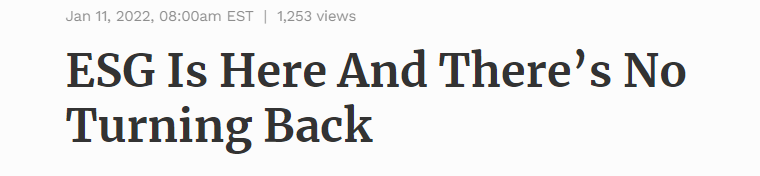 Jan 11, 2022, 08:00am EST | 1,253 views
ESG Is Here And There’s No
Turning Back